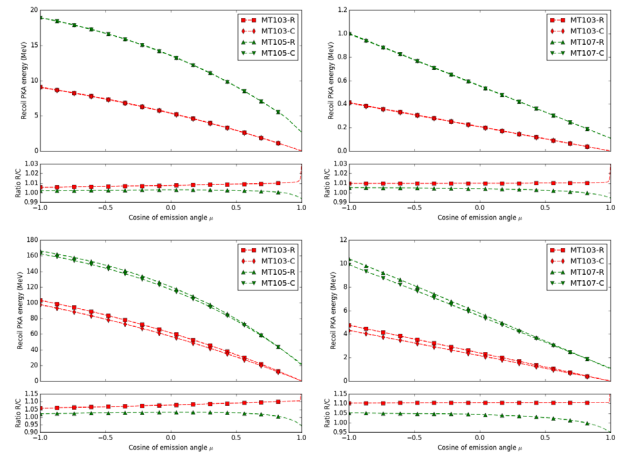 20
15
10
5
0
Recoil PKA energy (MeV)
MT103-R
MT103-C
MT105-R
MT105-C
1.03
1.02
1.01
1.00
0.99
Ratio R/C
−1.0 −0.5 0.0 0.5 1.0
Cosine of emission angle μ
1.2
1.0
0.8
0.6
0.4
0.2
0.0
Recoil PKA energy (MeV)
MT103-R
MT103-C
MT107-R
MT107-C
1.03
1.02
1.01
1.00
0.99
Ratio R/C
−1.0 −0.5 0.0 0.5 1.0
Cosine of emission angle μ
180
160
140
120
100
80
60
40
20
0
Recoil PKA energy (MeV)
MT103-R
MT103-C
MT105-R
MT105-C
1.15
1.10
1.05
1.00
0.95
0.90
Ratio R/C
−1.0 −0.5 0.0 0.5 1.0
Cosine of emission angle μ
12
10
8
6
4
2
0
Recoil PKA energy (MeV)
MT103-R
MT103-C
MT107-R
MT107-C
1.15
1.10
1.05
1.00
0.95
Ratio R/C
−1.0 −0.5 0.0 0.5 1.0
Cosine of emission angle μ